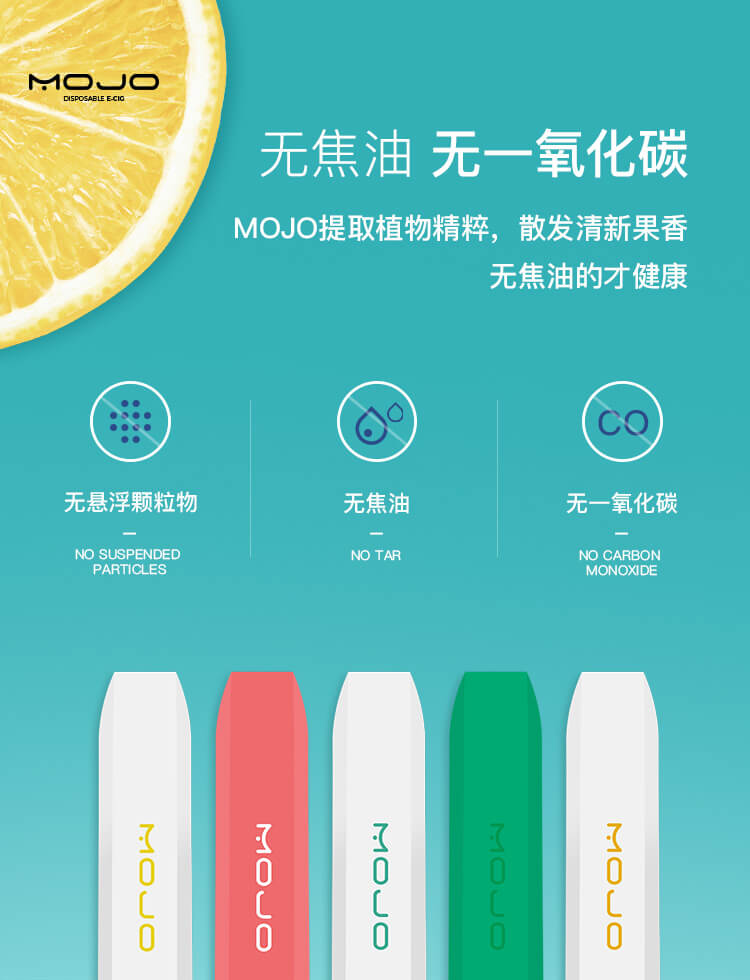 MOJO
DISPOSABLE E-CIG
无焦油 无一氧化碳
MOJO提取植物精粹，散发清新果香
无焦油的才健康
CO
无悬浮颗粒物
NO SUSPENDED
PARTICLES
无焦油
NO TAR
无一氧化碳
NO CARBON
MONOXIDE
MOJO
MOJO
MOJO
MOJO
MOJO